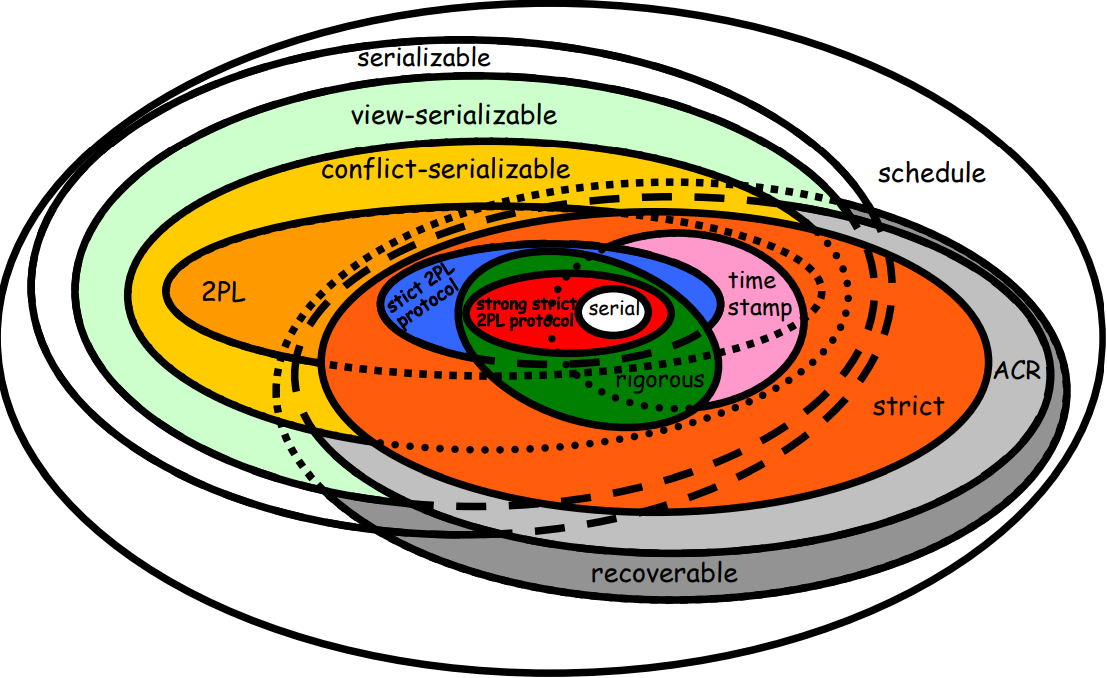 serializable
view-serializable
conflict-serializable
schedule
2PL
stict 2PL
protocol
strong strict
2PL protocol
serial
time
stamp
rigorous
ACR
strict
recoverable